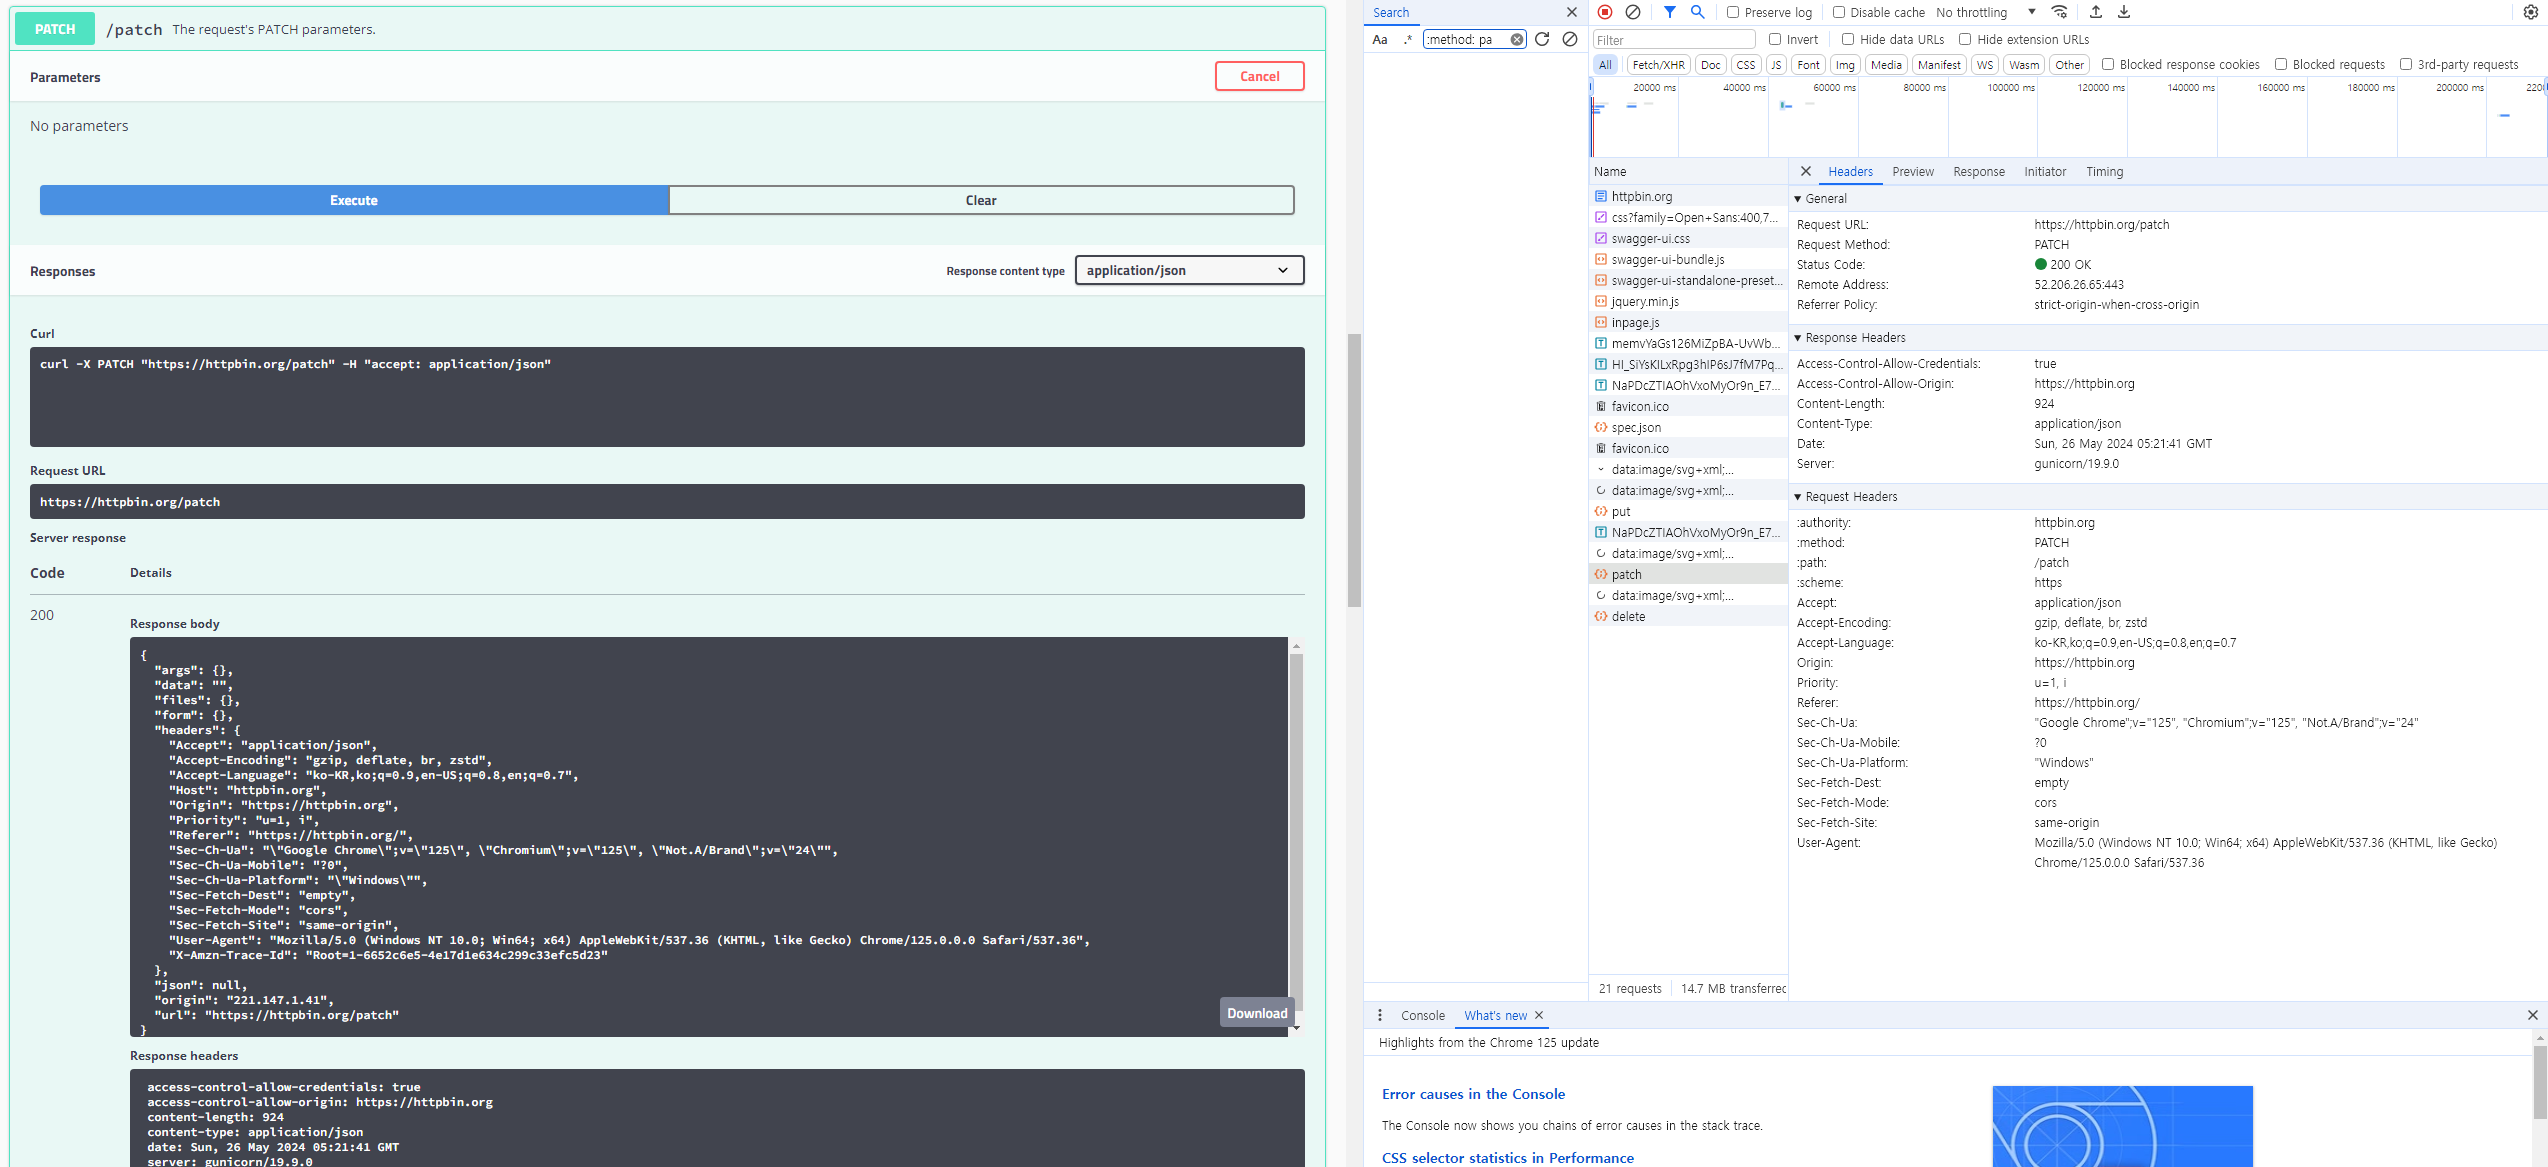 PATCH /patch The request's PATCH parameters.
Parameters
Cancel
No parameters
Execute
Clear
Responses
Response content type
application/json
Curl
curl -X PATCH "https://httpbin.org/patch" -H "accept: application/json"
Request URL
https://httpbin.org/patch
Server response
Code Details
200
Response body
{
"args": {},
"data": "",
"files": {},
"form": {},
"headers": {
"Accept": "application/json",
"Accept-Encoding": "gzip, deflate, br, zstd",
"Accept-Language": "ko-KR,ko;q=0.9,en-US;q=0.8,en;q=0.7",
"Host": "httpbin.org",
"Origin": "https://httpbin.org",
"Priority": "u=1, i",
"Referer": "https://httpbin.org/",
"Sec-Ch-Ua": "\"Google Chrome\";v=\"125\", \"Chromium\";v=\"125\", \"Not.A/Brand\";v=\"24\"",
"Sec-Ch-Ua-Mobile": "?0",
"Sec-Ch-Ua-Platform": "\"Windows\"",
"Sec-Fetch-Dest": "empty",
"Sec-Fetch-Mode": "cors",
"Sec-Fetch-Site": "same-origin",
"User-Agent": "Mozilla/5.0 (Windows NT 10.0; Win64; x64) AppleWebKit/537.36 (KHTML, like Gecko) Chrome/125.0.0.0 Safari/537.36",
"X-Amzn-Trace-Id": "Root=1-6652c6e5-4e17d1e634c299c33efc5d23"
},
"json": null,
"origin": "221.147.1.41",
"url": "https://httpbin.org/patch"
}
Download
Response headers
access-control-allow-credentials: true
access-control-allow-origin: https://httpbin.org
content-length: 924
content-type: application/json
date: Sun, 26 May 2024 05:21:41 GMT
server: gunicorn/19.9.0
Search
Aa .* :method: pa
Preserve log Disable cache No throttling
Filter Invert Hide data URLs Hide extension URLs
All Fetch/XHR Doc CSS JS Font Img Media Manifest WS Wasm Other Blocked response cookies Blocked requests 3rd-party requests
20000 ms 40000 ms 60000 ms 80000 ms 100000 ms 120000 ms 140000 ms 160000 ms 180000 ms 200000 ms 220
Name
httpbin.org
css?family=Open+Sans:400,7...
swagger-ui.css
swagger-ui-bundle.js
swagger-ui-standalone-preset...
jquery.min.js
inpage.js
memvYaGs126MiZpBA-UvWb...
HI_SiYsKILxRpg3hIP6sJ7fM7Pq...
NaPDcZTIAOhVxoMyOr9n_E7...
favicon.ico
spec.json
favicon.ico
data:image/svg+xml;...
data:image/svg+xml;...
put
NaPDcZTIAOhVxoMyOr9n_E7...
data:image/svg+xml;...
patch
data:image/svg+xml;...
delete
21 requests 14.7 MB transferred
Headers Preview Response Initiator Timing
General
Request URL: https://httpbin.org/patch
Request Method: PATCH
Status Code: 200 OK
Remote Address: 52.206.26.65:443
Referrer Policy: strict-origin-when-cross-origin
Response Headers
Access-Control-Allow-Credentials: true
Access-Control-Allow-Origin: https://httpbin.org
Content-Length: 924
Content-Type: application/json
Date: Sun, 26 May 2024 05:21:41 GMT
Server: gunicorn/19.9.0
Request Headers
:authority: httpbin.org
:method: PATCH
:path: /patch
:scheme: https
Accept: application/json
Accept-Encoding: gzip, deflate, br, zstd
Accept-Language: ko-KR,ko;q=0.9,en-US;q=0.8,en;q=0.7
Origin: https://httpbin.org
Priority: u=1, i
Referer: https://httpbin.org/
Sec-Ch-Ua: "Google Chrome";v="125", "Chromium";v="125", "Not.A/Brand";v="24"
Sec-Ch-Ua-Mobile: ?0
Sec-Ch-Ua-Platform: "Windows"
Sec-Fetch-Dest: empty
Sec-Fetch-Mode: cors
Sec-Fetch-Site: same-origin
User-Agent: Mozilla/5.0 (Windows NT 10.0; Win64; x64) AppleWebKit/537.36 (KHTML, like Gecko)
Chrome/125.0.0.0 Safari/537.36
Console What's new
Highlights from the Chrome 125 update
Error causes in the Console
The Console now shows you chains of error causes in the stack trace.
CSS selector statistics in Performance